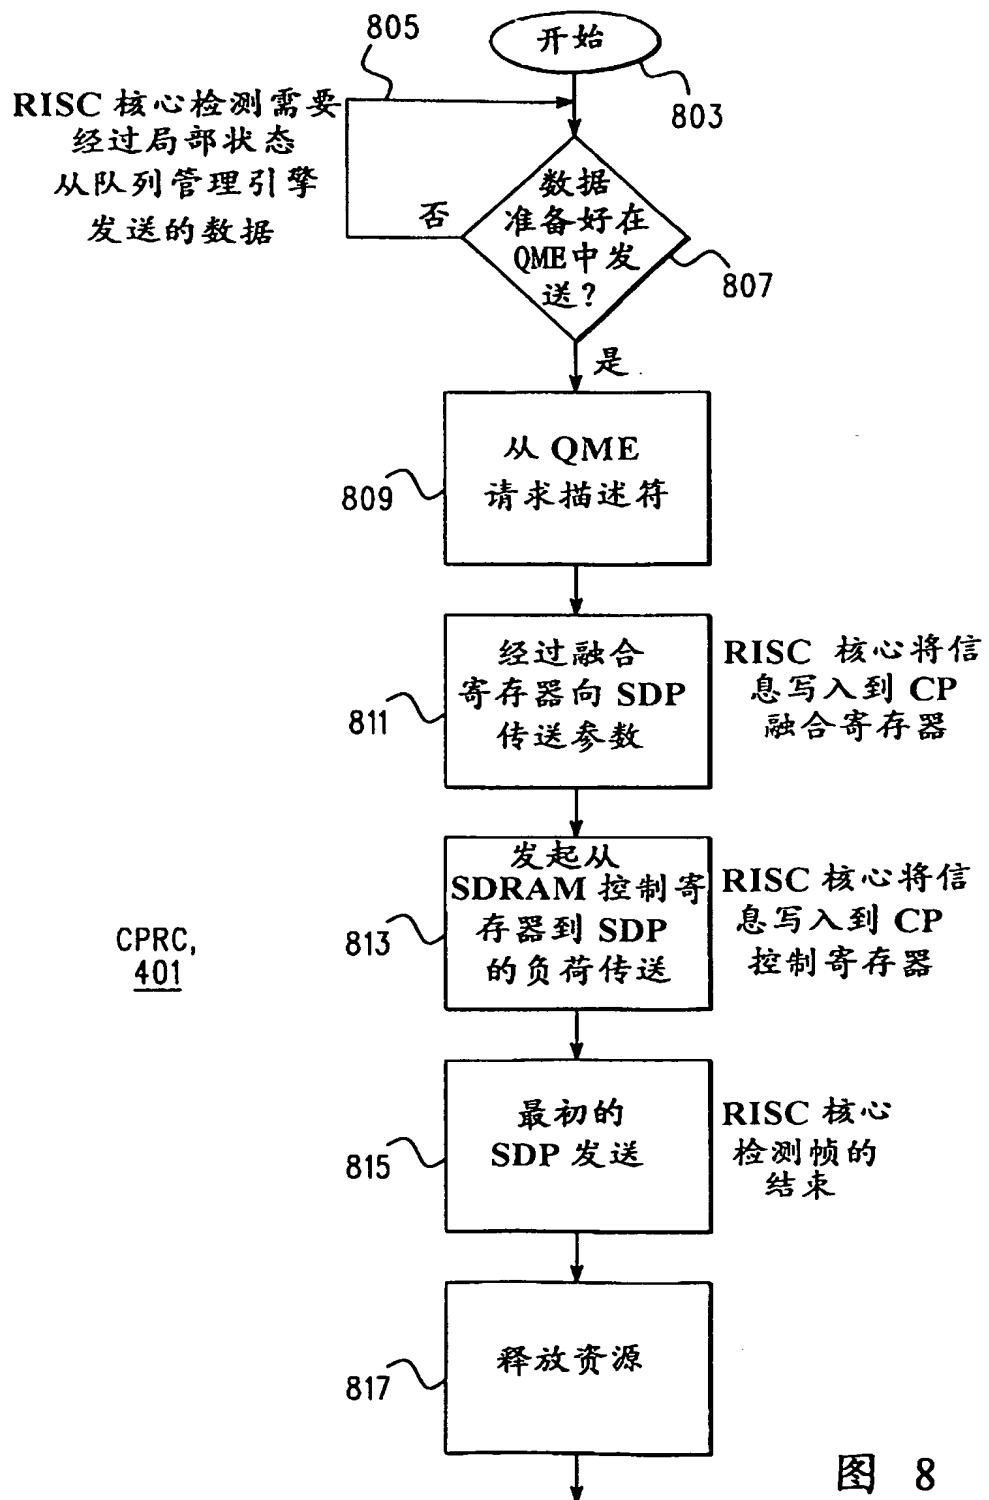 805
开始
803
RISC 核心检测需要
经过局部状态
从队列管理引擎
发送的数据
否
数据
准备好在
QME中发
送?
807
是
从 QME
请求描述符
809
经过融合
寄存器向 SDP
传送参数
811
RISC 核心将信
息写入到 CP
融合寄存器
发起从
SDRAM 控制寄
存器到 SDP
的负荷传送
813
RISC 核心将信
息写入到 CP
控制寄存器
CPRC,
401
最初的
SDP 发送
815
RISC 核心
检测帧的
结束
释放资源
817
图 8